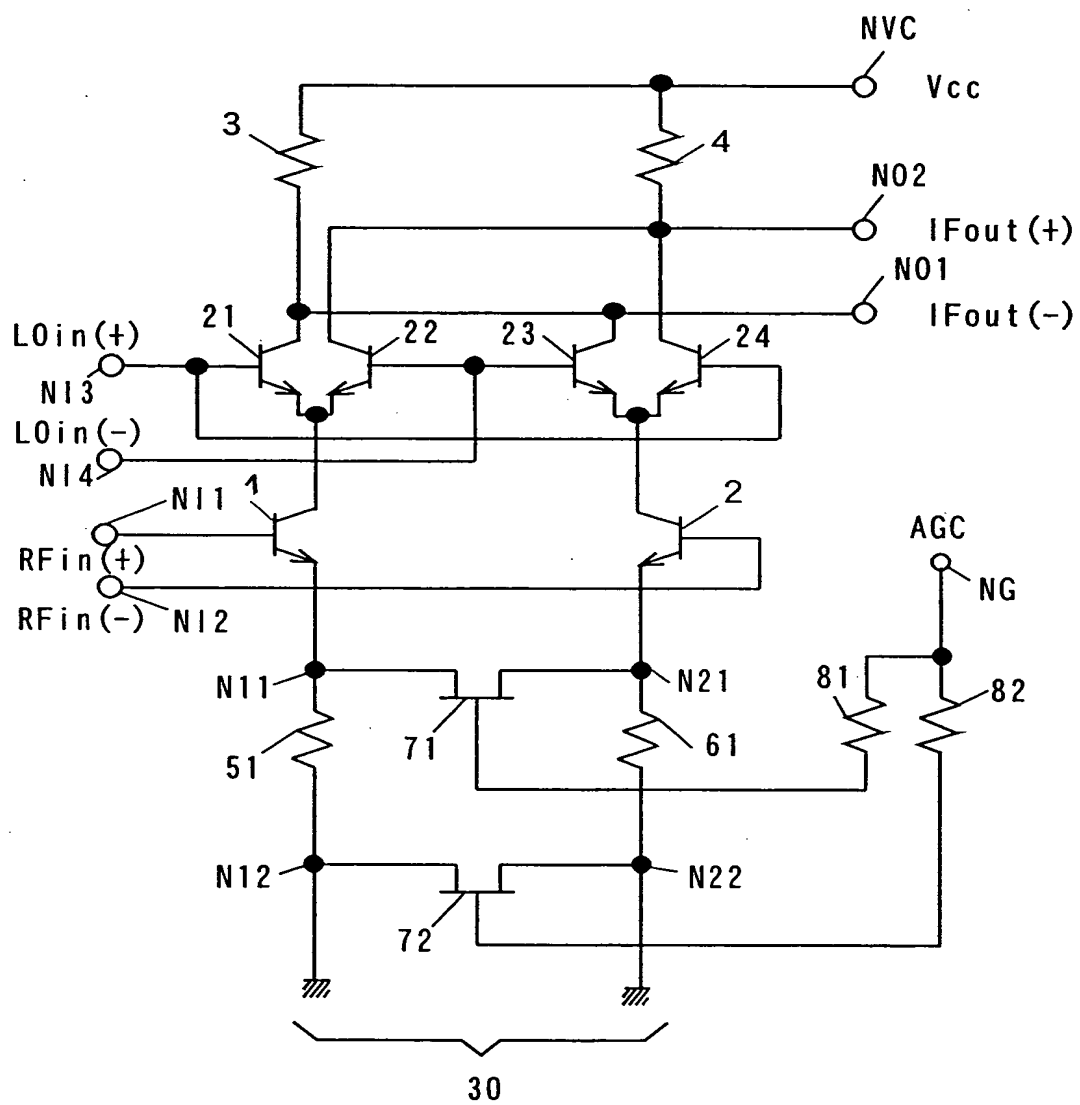 NVC
Vcc
3
4
NO2
IFout(+)
NO1
IFout(-)
LOin(+)
21
22
23
24
NI3
LOin(-)
NI4
1
2
NI1
RFin(+)
AGC
NG
RFin(-)
NI2
N11
N21
81
82
51
71
61
N12
N22
72
30